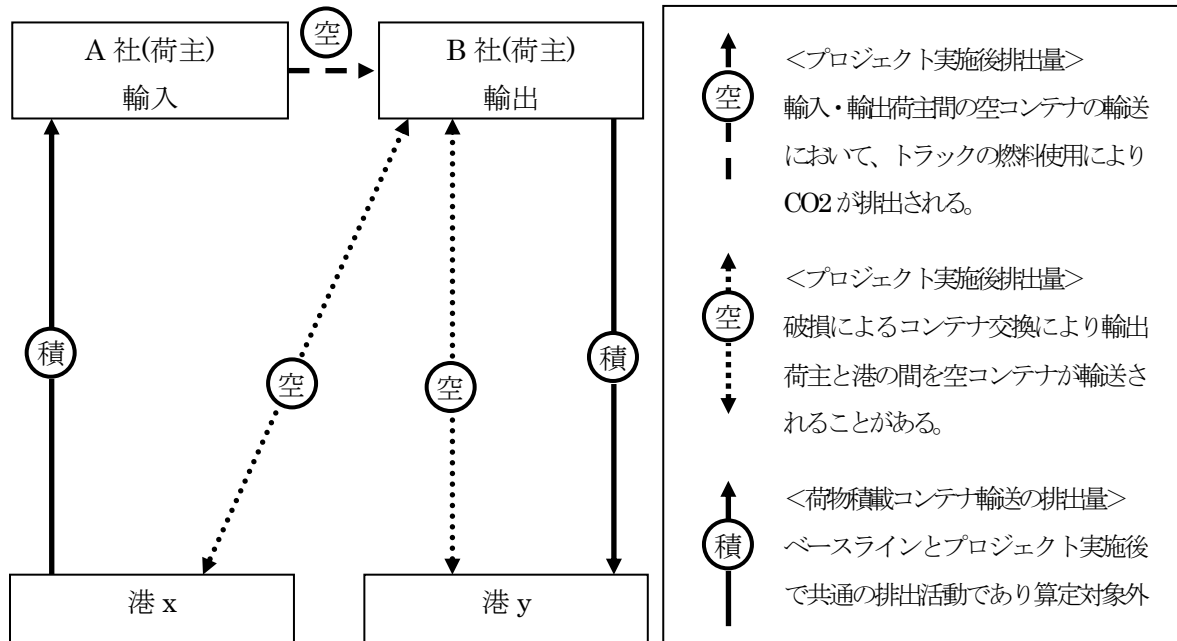 A 社(荷主)
輸入
空
B 社(荷主)
輸出
積
空
空
積
港 x
港 y
空
<プロジェクト実施後排出量>
輸入・輸出荷主間の空コンテナの輸送
において、トラックの燃料使用により
CO2 が排出される。
空
<プロジェクト実施後排出量>
破損によるコンテナ交換により輸出
荷主と港の間を空コンテナが輸送さ
れることがある。
積
<荷物積載コンテナ輸送の排出量>
ベースラインとプロジェクト実施後
で共通の排出活動であり算定対象外